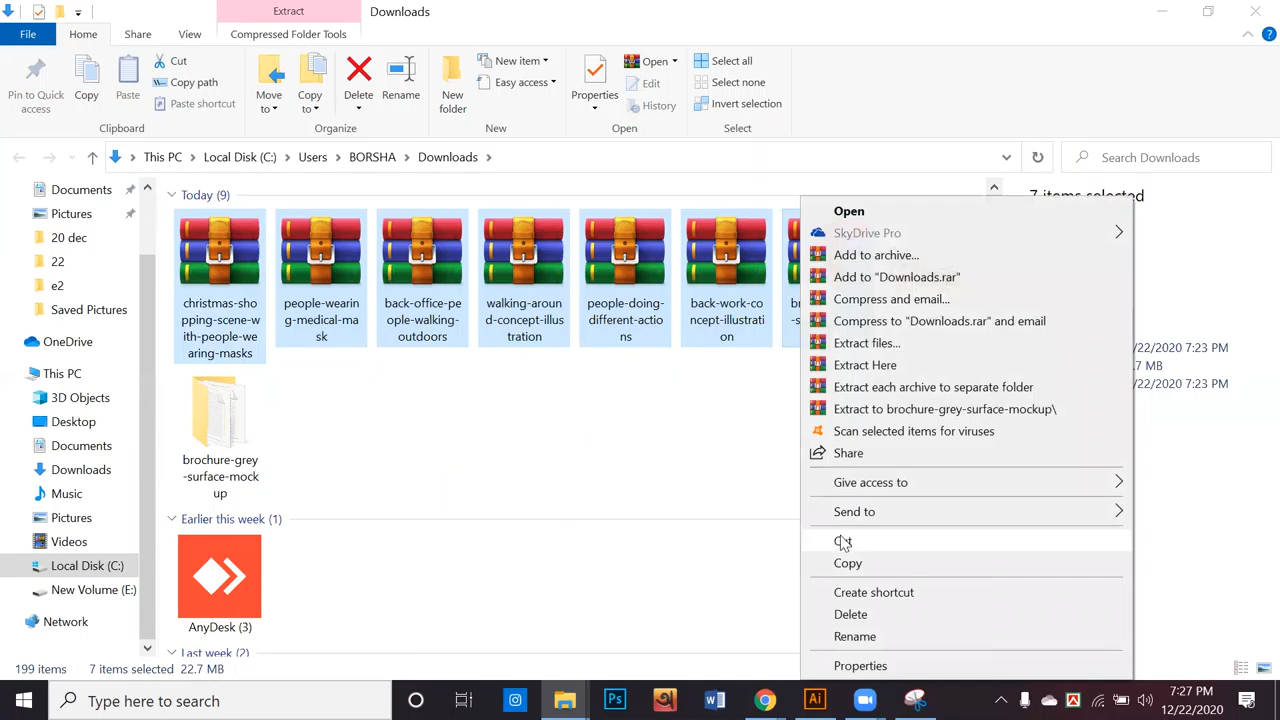 Extract
Downloads
File
Home
Share
View
Compressed Folder Tools
Pin to Quick
access
Copy
Paste
Cut
Copy path
Paste shortcut
Clipboard
Move
to
Copy
to
Delete
Rename
Organize
New
folder
New item
Easy access
New
Properties
Open
Edit
History
Open
Select all
Select none
Invert selection
Select
This PC
Local Disk (C:)
Users
BORSHA
Downloads
Search Downloads
Documents
Pictures
20 dec
22
e2
Saved Pictures
OneDrive
This PC
3D Objects
Desktop
Documents
Downloads
Music
Pictures
Videos
Local Disk (C:)
New Volume (E:)
Network
Today (9)
christmas-sho
pping-scene-w
ith-people-we
aring-masks
people-wearin
g-medical-ma
sk
back-office-pe
ople-walking-
outdoors
walking-aroun
d-concept-illus
tration
people-doing-
different-actio
ns
back-work-co
ncept-illustrati
on
brochure-grey
-surface-mock
up
Earlier this week (1)
AnyDesk (3)
Last week (2)
7 items selected
/22/2020 7:23 PM
.7 MB
/22/2020 7:23 PM
Open
SkyDrive Pro
Add to archive...
Add to "Downloads.rar"
Compress and email...
Compress to "Downloads.rar" and email
Extract files...
Extract Here
Extract each archive to separate folder
Extract to brochure-grey-surface-mockup\
Scan selected items for viruses
Share
Give access to
Send to
Cut
Copy
Create shortcut
Delete
Rename
Properties
199 items
7 items selected
22.7 MB
Type here to search
Ps
Ai
7:27 PM
12/22/2020